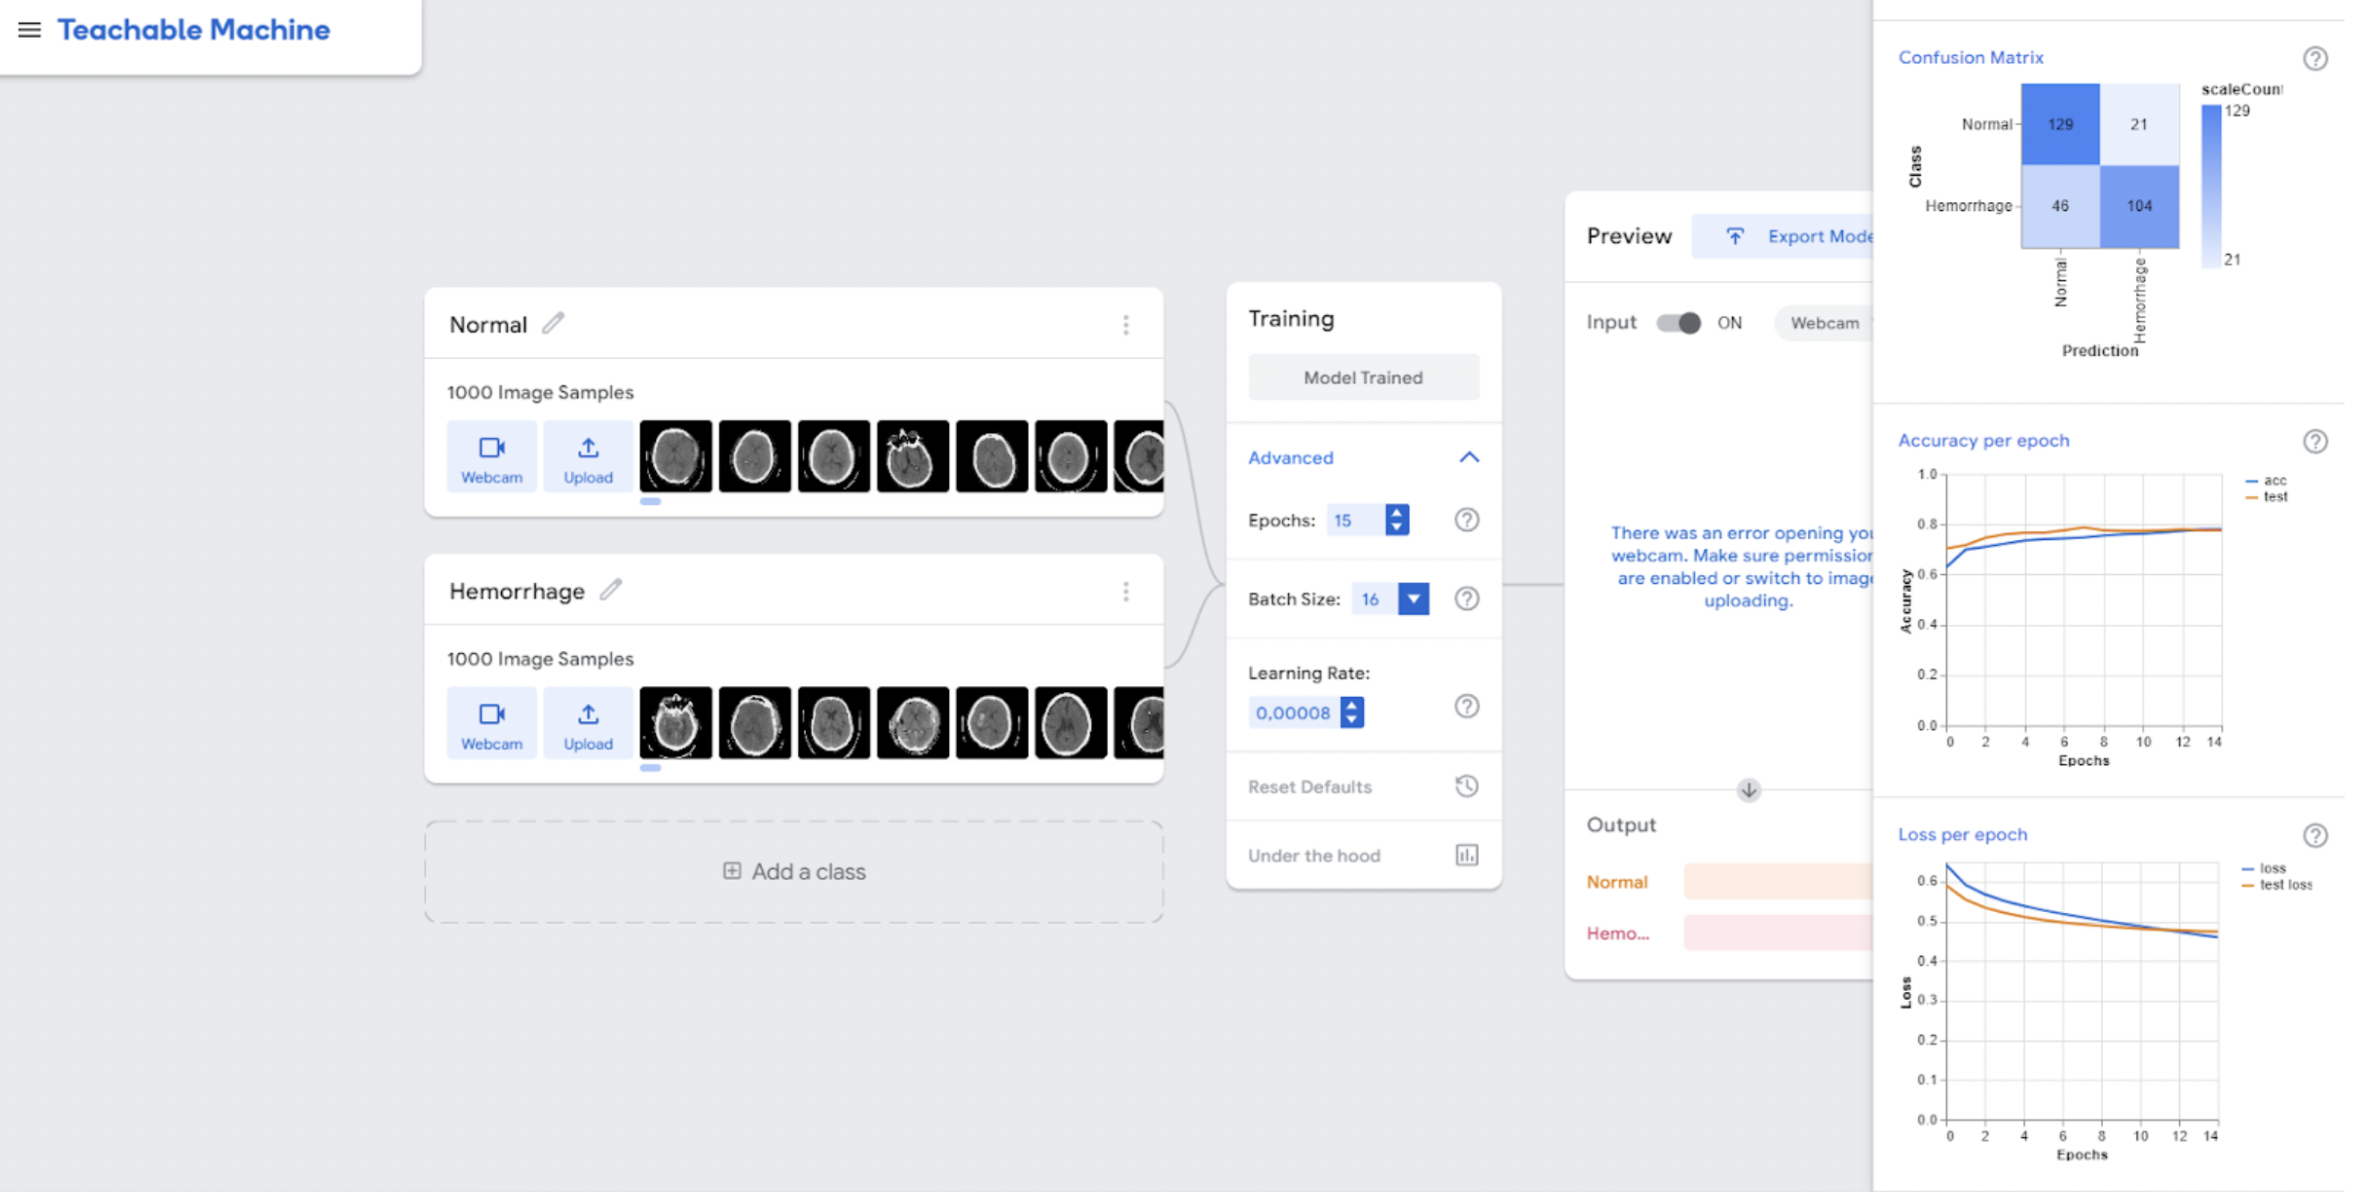 Teachable Machine
Normal
1000 Image Samples
Webcam
Upload
Hemorrhage
1000 Image Samples
Webcam
Upload
Add a class
Training
Model Trained
Advanced
Epochs: 15
Batch Size: 16
Learning Rate:
0,00008
Reset Defaults
Under the hood
Preview
Export Mode
Input ON Webcam
There was an error opening you
webcam. Make sure permission
are enabled or switch to image
uploading.
Output
Normal
Hemo...
Confusion Matrix
scaleCount
129
21
Class
Normal 129 21
Hemorrhage 46 104
Normal
Hemorrhage
Prediction
Accuracy per epoch
acc
test
Accuracy
1.0
0.8
0.6
0.4
0.2
0.0
0 2 4 6 8 10 12 14
Epochs
Loss per epoch
loss
test loss
Loss
0.6
0.5
0.4
0.3
0.2
0.1
0.0
0 2 4 6 8 10 12 14
Epochs